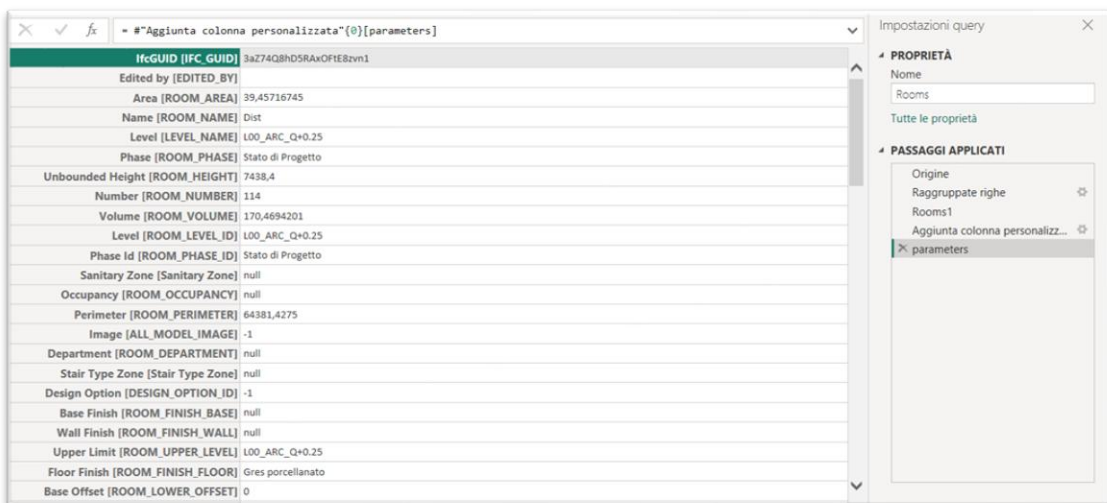 fx = #"Aggiunta colonna personalizzata"{0}[parameters]
IfcGUID [IFC_GUID] 3aZ74Q8hD5RAxOFtE8zvn1
Edited by [EDITED_BY]
Area [ROOM_AREA] 39,45716745
Name [ROOM_NAME] Dist
Level [LEVEL_NAME] L00_ARC_Q+0.25
Phase [ROOM_PHASE] Stato di Progetto
Unbounded Height [ROOM_HEIGHT] 7438,4
Number [ROOM_NUMBER] 114
Volume [ROOM_VOLUME] 170,4694201
Level [ROOM_LEVEL_ID] L00_ARC_Q+0.25
Phase Id [ROOM_PHASE_ID] Stato di Progetto
Sanitary Zone [Sanitary Zone] null
Occupancy [ROOM_OCCUPANCY] null
Perimeter [ROOM_PERIMETER] 64381,4275
Image [ALL_MODEL_IMAGE] -1
Department [ROOM_DEPARTMENT] null
Stair Type Zone [Stair Type Zone] null
Design Option [DESIGN_OPTION_ID] -1
Base Finish [ROOM_FINISH_BASE] null
Wall Finish [ROOM_FINISH_WALL] null
Upper Limit [ROOM_UPPER_LEVEL] L00_ARC_Q+0.25
Floor Finish [ROOM_FINISH_FLOOR] Gres porcellanato
Base Offset [ROOM_LOWER_OFFSET] 0
Impostazioni query
PROPRIETÀ
Nome
Rooms
Tutte le proprietà
PASSAGGI APPLICATI
Origine
Raggruppate righe
Rooms1
Aggiunta colonna personalizz...
parameters